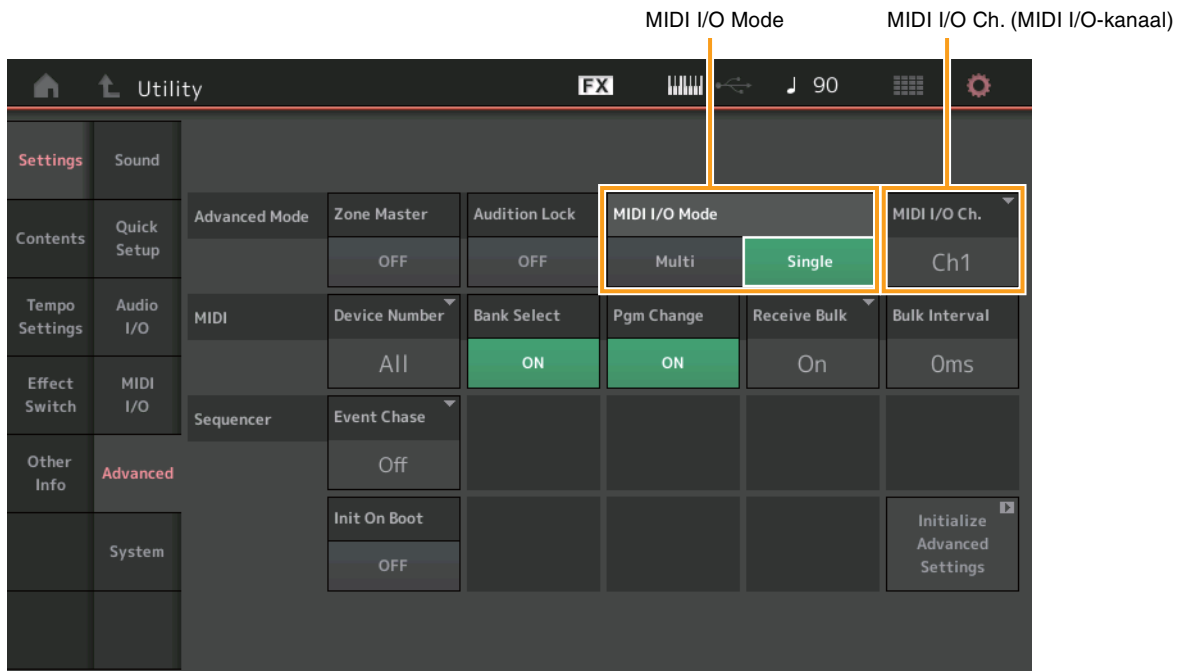 MIDI I/O Mode
MIDI I/O Ch. (MIDI I/O-kanaal)
Utility
FX
90
Settings
Sound
Advanced Mode
Zone Master
OFF
Audition Lock
OFF
MIDI I/O Mode
Multi
Single
MIDI I/O Ch.
Ch1
Contents
Quick
Setup
Tempo
Settings
Audio
I/O
MIDI
Device Number
All
Bank Select
ON
Pgm Change
ON
Receive Bulk
On
Bulk Interval
0ms
Effect
Switch
MIDI
I/O
Sequencer
Event Chase
Off
Other
Info
Advanced
Init On Boot
OFF
Initialize
Advanced
Settings
System